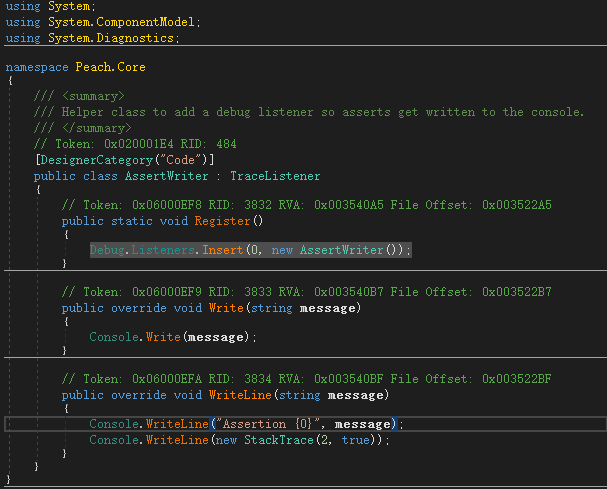 using System;
using System.ComponentModel;
using System.Diagnostics;
namespace Peach.Core
{
/// <summary>
/// Helper class to add a debug listener so asserts get written to the console.
/// </summary>
// Token: 0x020001E4 RID: 484
[DesignerCategory("Code")]
public class AssertWriter : TraceListener
{
// Token: 0x06000EF8 RID: 3832 RVA: 0x003540A5 File Offset: 0x003522A5
public static void Register()
{
Debug.Listeners.Insert(0, new AssertWriter());
}
// Token: 0x06000EF9 RID: 3833 RVA: 0x003540B7 File Offset: 0x003522B7
public override void Write(string message)
{
Console.Write(message);
}
// Token: 0x06000EFA RID: 3834 RVA: 0x003540BF File Offset: 0x003522BF
public override void WriteLine(string message)
{
Console.WriteLine("Assertion {0}", message);
Console.WriteLine(new StackTrace(2, true));
}
}
}